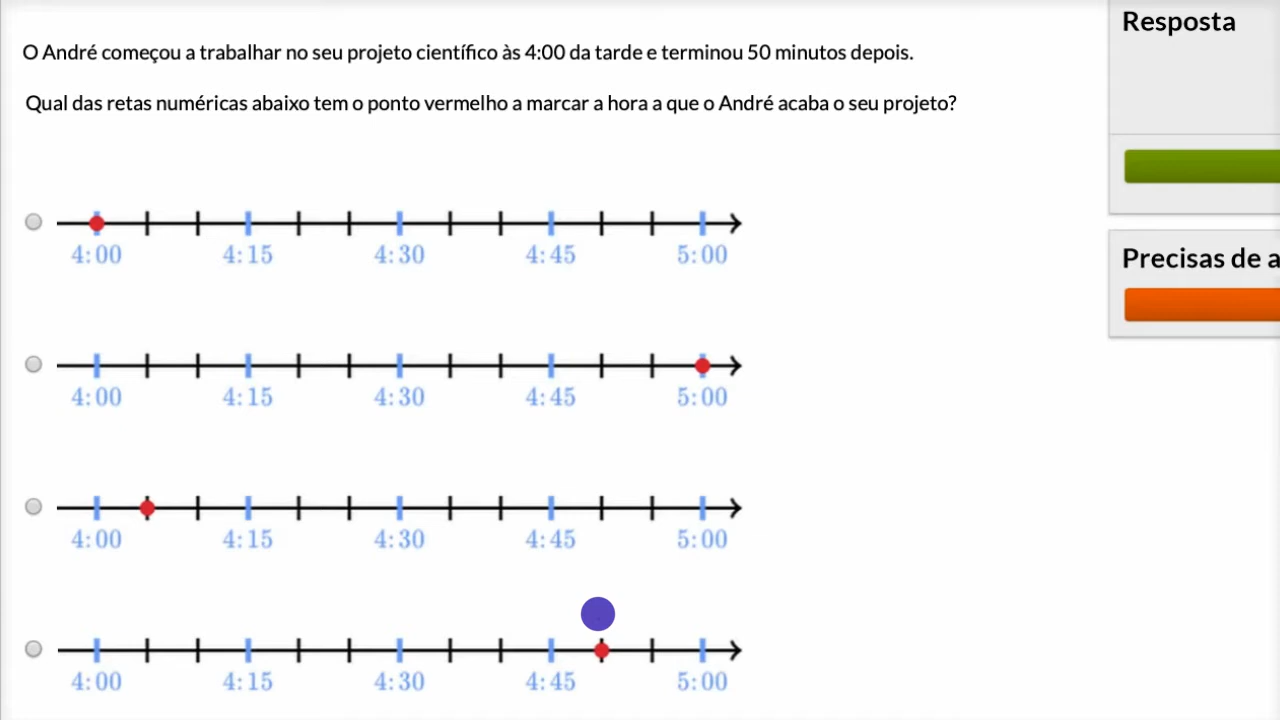 O André começou a trabalhar no seu projeto científico às 4:00 da tarde e terminou 50 minutos depois.
Qual das retas numéricas abaixo tem o ponto vermelho a marcar a hora a que o André acaba o seu projeto?
4:00 4:15 4:30 4:45 5:00
4:00 4:15 4:30 4:45 5:00
4:00 4:15 4:30 4:45 5:00
4:00 4:15 4:30 4:45 5:00
Resposta
Precisas de a